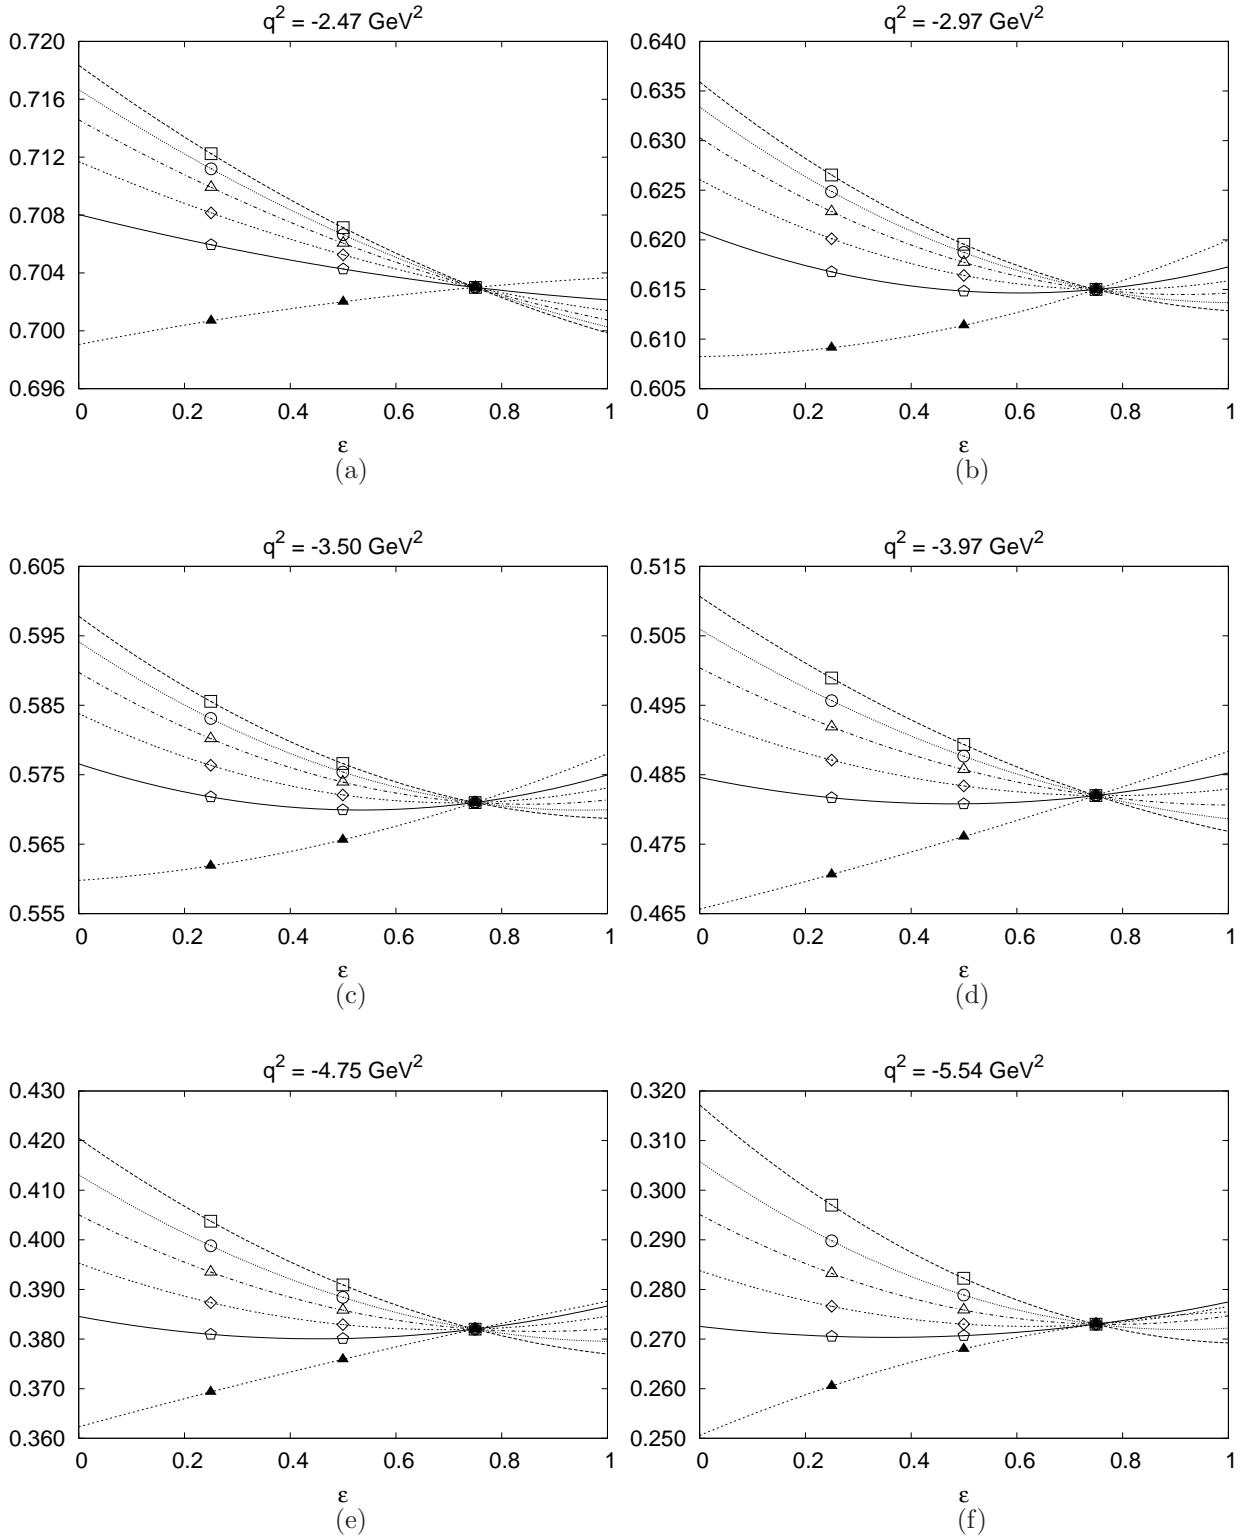 q² = -2.47 GeV²
0.720
0.716
0.712
0.708
0.704
0.700
0.696
0 0.2 0.4 0.6 0.8 1
ε
(a)
q² = -2.97 GeV²
0.640
0.635
0.630
0.625
0.620
0.615
0.610
0.605
0 0.2 0.4 0.6 0.8 1
ε
(b)
q² = -3.50 GeV²
0.605
0.595
0.585
0.575
0.565
0.555
0 0.2 0.4 0.6 0.8 1
ε
(c)
q² = -3.97 GeV²
0.515
0.505
0.495
0.485
0.475
0.465
0 0.2 0.4 0.6 0.8 1
ε
(d)
q² = -4.75 GeV²
0.430
0.420
0.410
0.400
0.390
0.380
0.370
0.360
0 0.2 0.4 0.6 0.8 1
ε
(e)
q² = -5.54 GeV²
0.320
0.310
0.300
0.290
0.280
0.270
0.260
0.250
0 0.2 0.4 0.6 0.8 1
ε
(f)